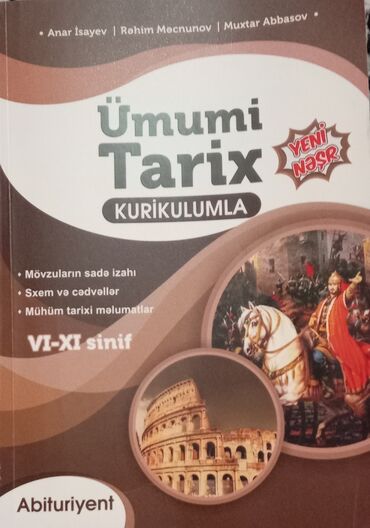 • Anar İsayev | Rəhim Məcnunov | Muxtar Abbasov •
Ümumi
Tarix
YENİ
NƏŞR
KURİKULUMLA
• Mövzuların sadə izahı
• Sxem və cədvəllər
• Mühüm tarixi məlumatlar
VI-XI sinif
Abituriyent